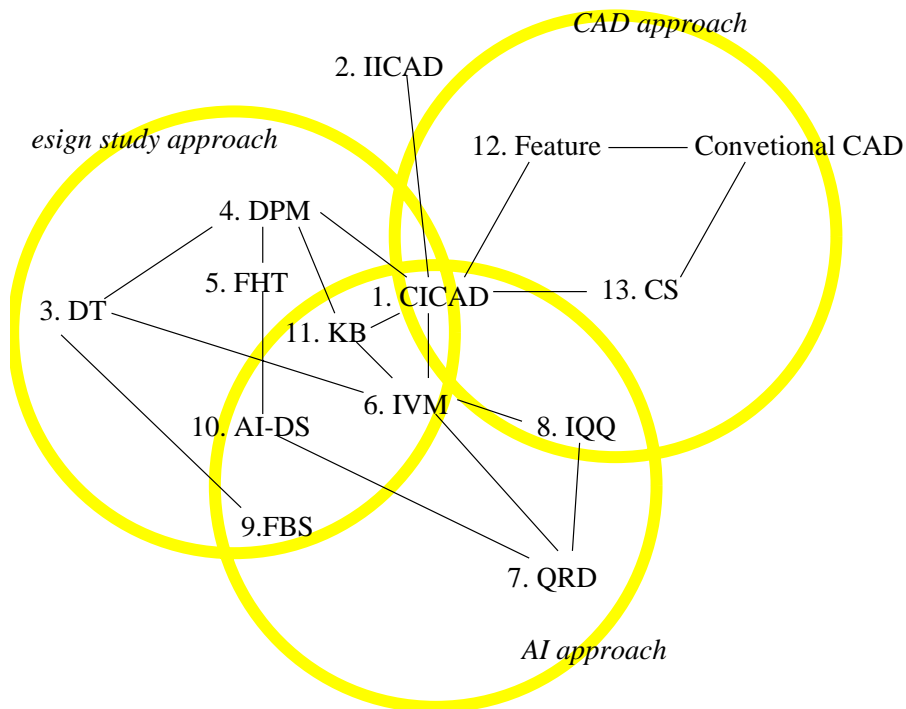 CAD approach
2. IICAD
esign study approach
12. Feature
Convetional CAD
4. DPM
5. FHT
1. CICAD
13. CS
3. DT
11. KB
6. IVM
10. AI-DS
8. IQQ
9.FBS
7. QRD
AI approach